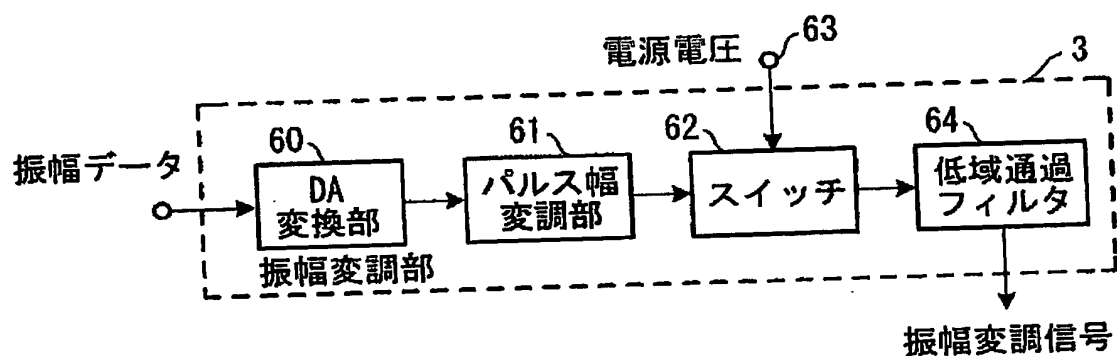 電源電圧
63
3
振幅データ
60
DA
変換部
61
パルス幅
変調部
62
スイッチ
64
低域通過
フィルタ
振幅変調部
振幅変調信号